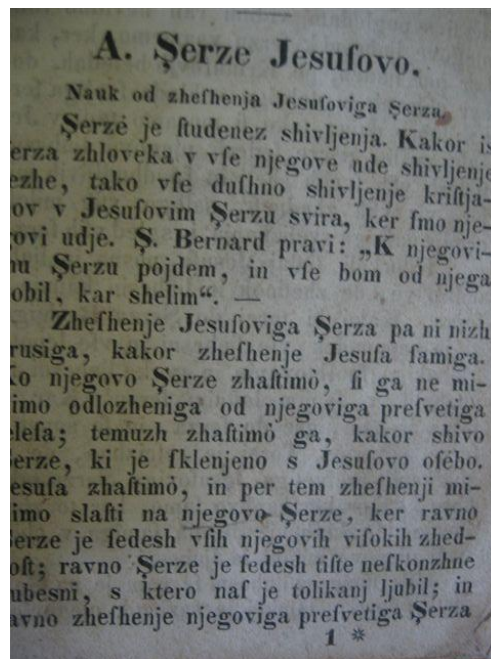 A. Şerze Jesuſovo.
Nauk od zheſhenja Jesuſoviga Şerza.
Şerzé je ſtudenez shivljenja. Kakor is
erza zhlovéka v vſe njegove ude shivljenje
ezhe, tako vſe duſhno shivljenje kriſtja-
ov v Jesuſovim Şerzu svira, ker ſmo nje-
ovi udje. Ş. Bernard pravi: „K njegovi-
u Şerzu pójdem, in vſe bom od njega
obil, kar shelim“. —
Zheſhenje Jesuſoviga Şerza pa ni nizh
rusiga, kakor zheſhenje Jesuſa ſamiga.
o njegovo Şerze zhaſtimò, ſi ga ne mi-
imo odlozheniga od njegoviga preſvetiga
eleſa; temuzh zhaſtimò ga, kakor shivo
erze, ki je ſklenjeno s Jesuſovo oſébo.
esuſa zhaſtimò, in per tem zheſhenji mi-
imó slaſti na njegovo Şerze, ker ravno
erze je ſedesh vſih njegovih viſokih zhed-
oſt; ravno Şerze je ſedesh tiſte neſkonzhne
ubesni, s ktero naſ je tolikanj ljubil; in
avno zheſhenje njegoviga preſvetiga Şerza
1 *